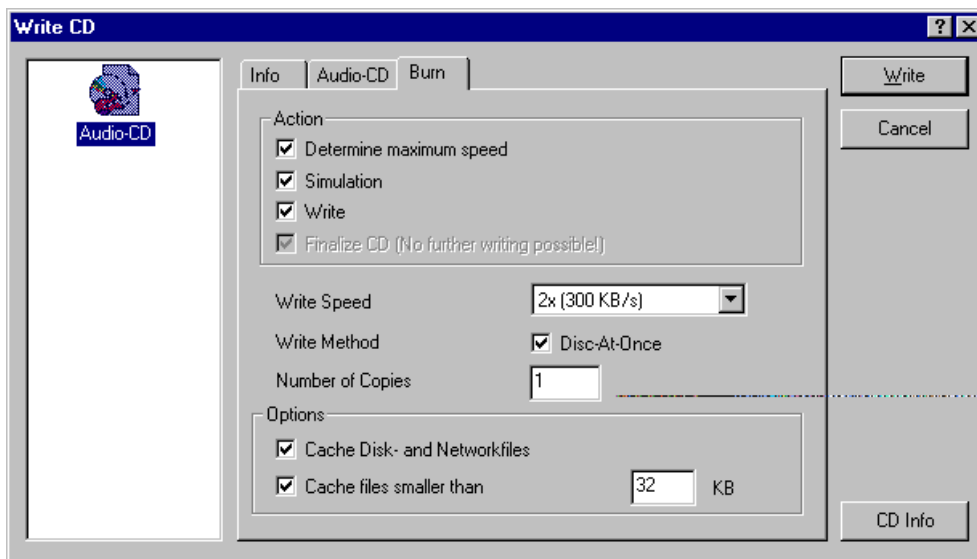 Write CD
Audio-CD
Info Audio-CD Burn
Write
Cancel
Action
Determine maximum speed
Simulation
Write
Finalize CD (No further writing possible!)
Write Speed 2x (300 KB/s)
Write Method Disc-At-Once
Number of Copies 1
Options
Cache Disk- and Networkfiles
Cache files smaller than 32 KB
CD Info